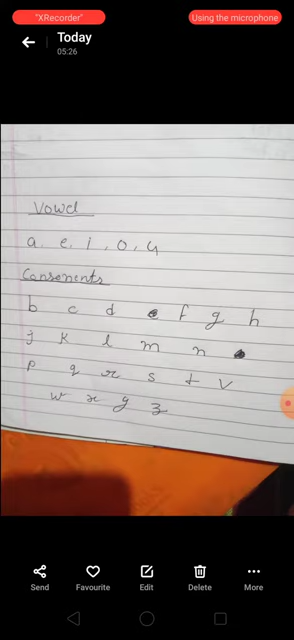 "XRecorder" Using the microphone
Today
05:26
Vowel
a, e, i, o, u
Consonents
b c d f g h
j k l m n
p q r s t v
w x y z
Send Favourite Edit Delete More